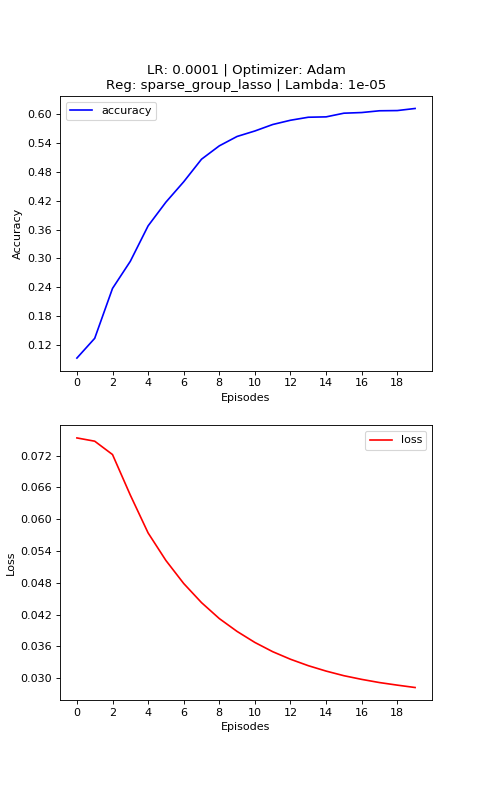 LR: 0.0001 | Optimizer: Adam
Reg: sparse_group_lasso | Lambda: 1e-05
accuracy
0.60
0.54
0.48
0.42
0.36
0.30
0.24
0.18
0.12
Accuracy
0 2 4 6 8 10 12 14 16 18
Episodes
loss
0.072
0.066
0.060
0.054
0.048
0.042
0.036
0.030
Loss
0 2 4 6 8 10 12 14 16 18
Episodes